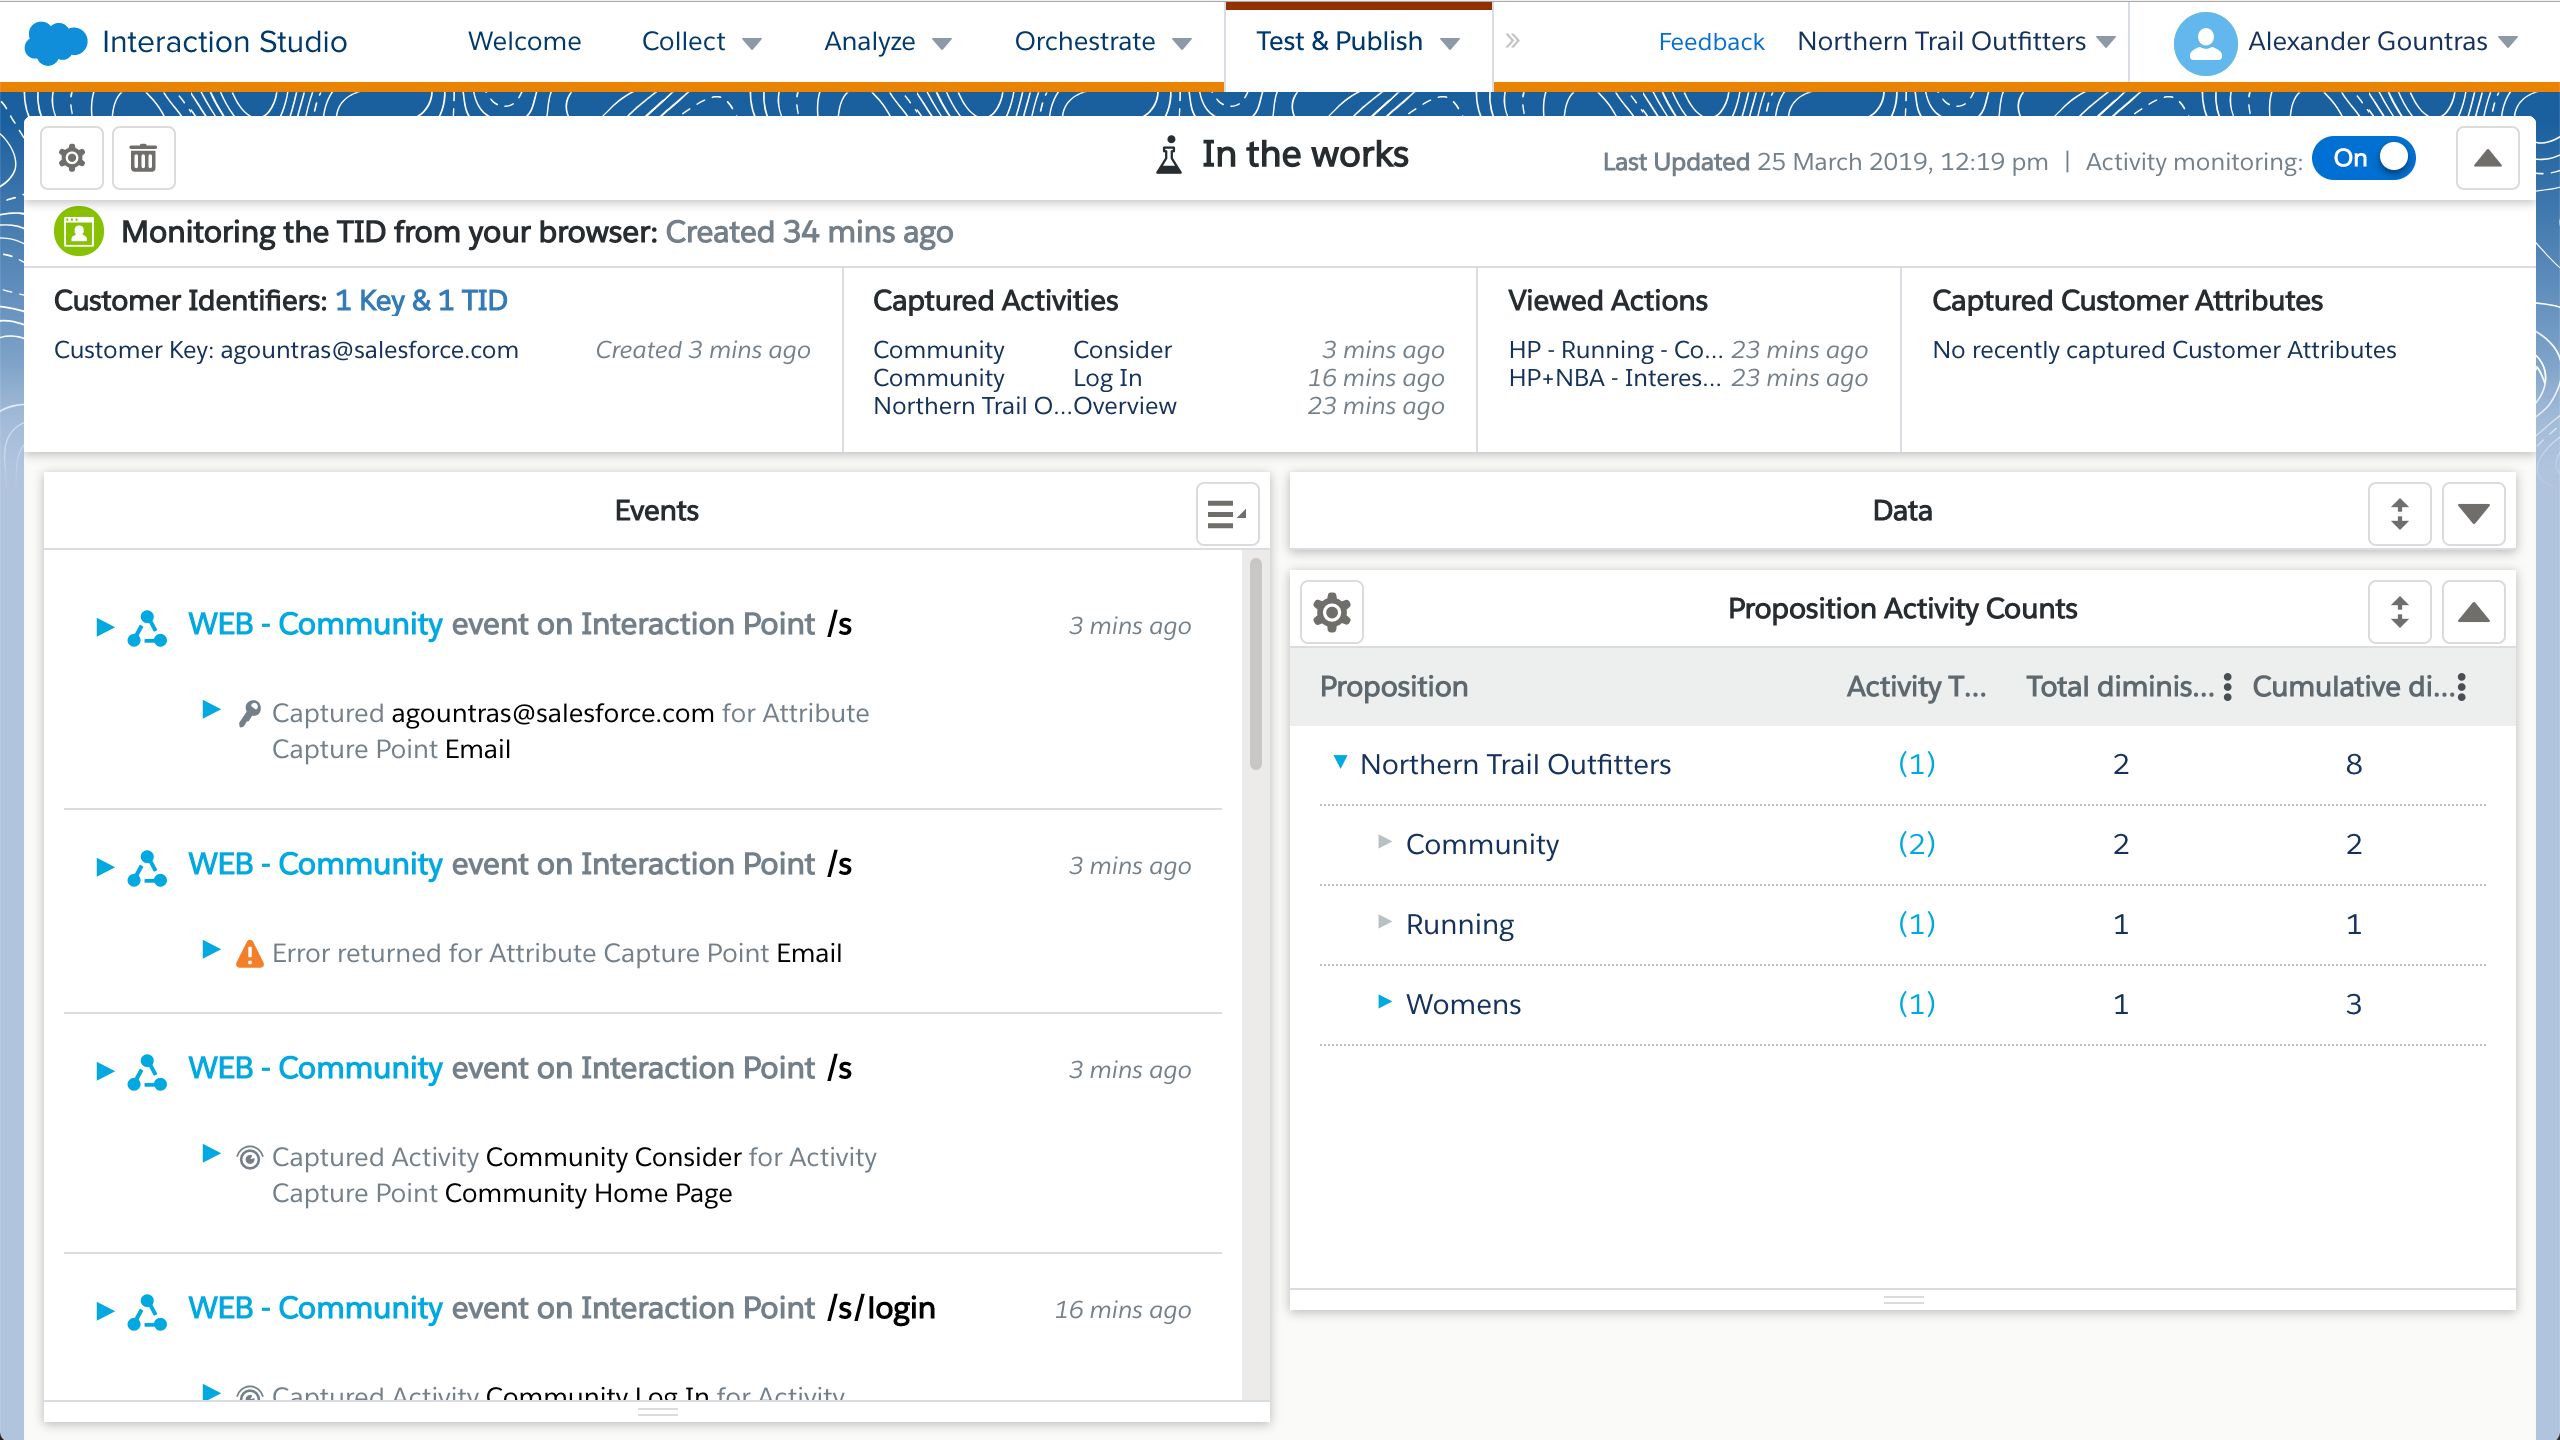 Interaction Studio
Welcome
Collect
Analyze
Orchestrate
Test & Publish
»
Feedback
Northern Trail Outfitters
Alexander Gountras
In the works
Last Updated 25 March 2019, 12:19 pm | Activity monitoring: On
Monitoring the TID from your browser: Created 34 mins ago
Customer Identifiers: 1 Key & 1 TID
Customer Key: agountras@salesforce.com Created 3 mins ago
Captured Activities
Community Consider 3 mins ago
Community Log In 16 mins ago
Northern Trail O... Overview 23 mins ago
Viewed Actions
HP - Running - Co... 23 mins ago
HP+NBA - Interes... 23 mins ago
Captured Customer Attributes
No recently captured Customer Attributes
Events
WEB - Community event on Interaction Point /s 3 mins ago
Captured agountras@salesforce.com for Attribute
Capture Point Email
WEB - Community event on Interaction Point /s 3 mins ago
Error returned for Attribute Capture Point Email
WEB - Community event on Interaction Point /s 3 mins ago
Captured Activity Community Consider for Activity
Capture Point Community Home Page
WEB - Community event on Interaction Point /s/login 16 mins ago
Captured Activity Community Log In for Activity
Data
Proposition Activity Counts
Proposition Activity T... Total diminis... Cumulative di...
Northern Trail Outfitters (1) 2 8
Community (2) 2 2
Running (1) 1 1
Womens (1) 1 3